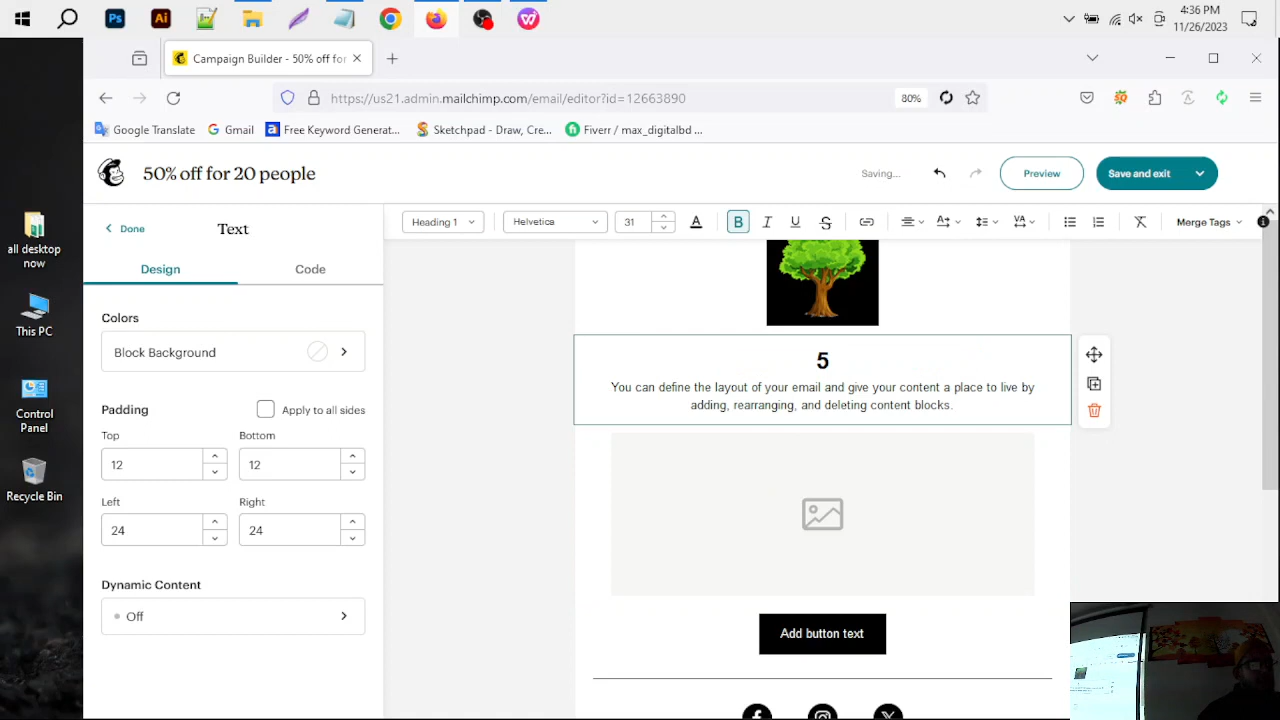 4:36 PM
11/26/2023
Campaign Builder - 50% off for
https://us21.admin.mailchimp.com/email/editor?id=12663890
80%
Google Translate
Gmail
Free Keyword Generat...
Sketchpad - Draw, Cre...
Fiverr / max_digitalbd ...
50% off for 20 people
Saving...
Preview
Save and exit
Done
Text
Heading 1
Helvetica
31
A
B
I
U
S
Merge Tags
Design
Code
all desktop
now
This PC
Control
Panel
Recycle Bin
Colors
Block Background
Padding
Apply to all sides
Top
Bottom
12
12
Left
Right
24
24
Dynamic Content
Off
5
You can define the layout of your email and give your content a place to live by
adding, rearranging, and deleting content blocks.
Add button text